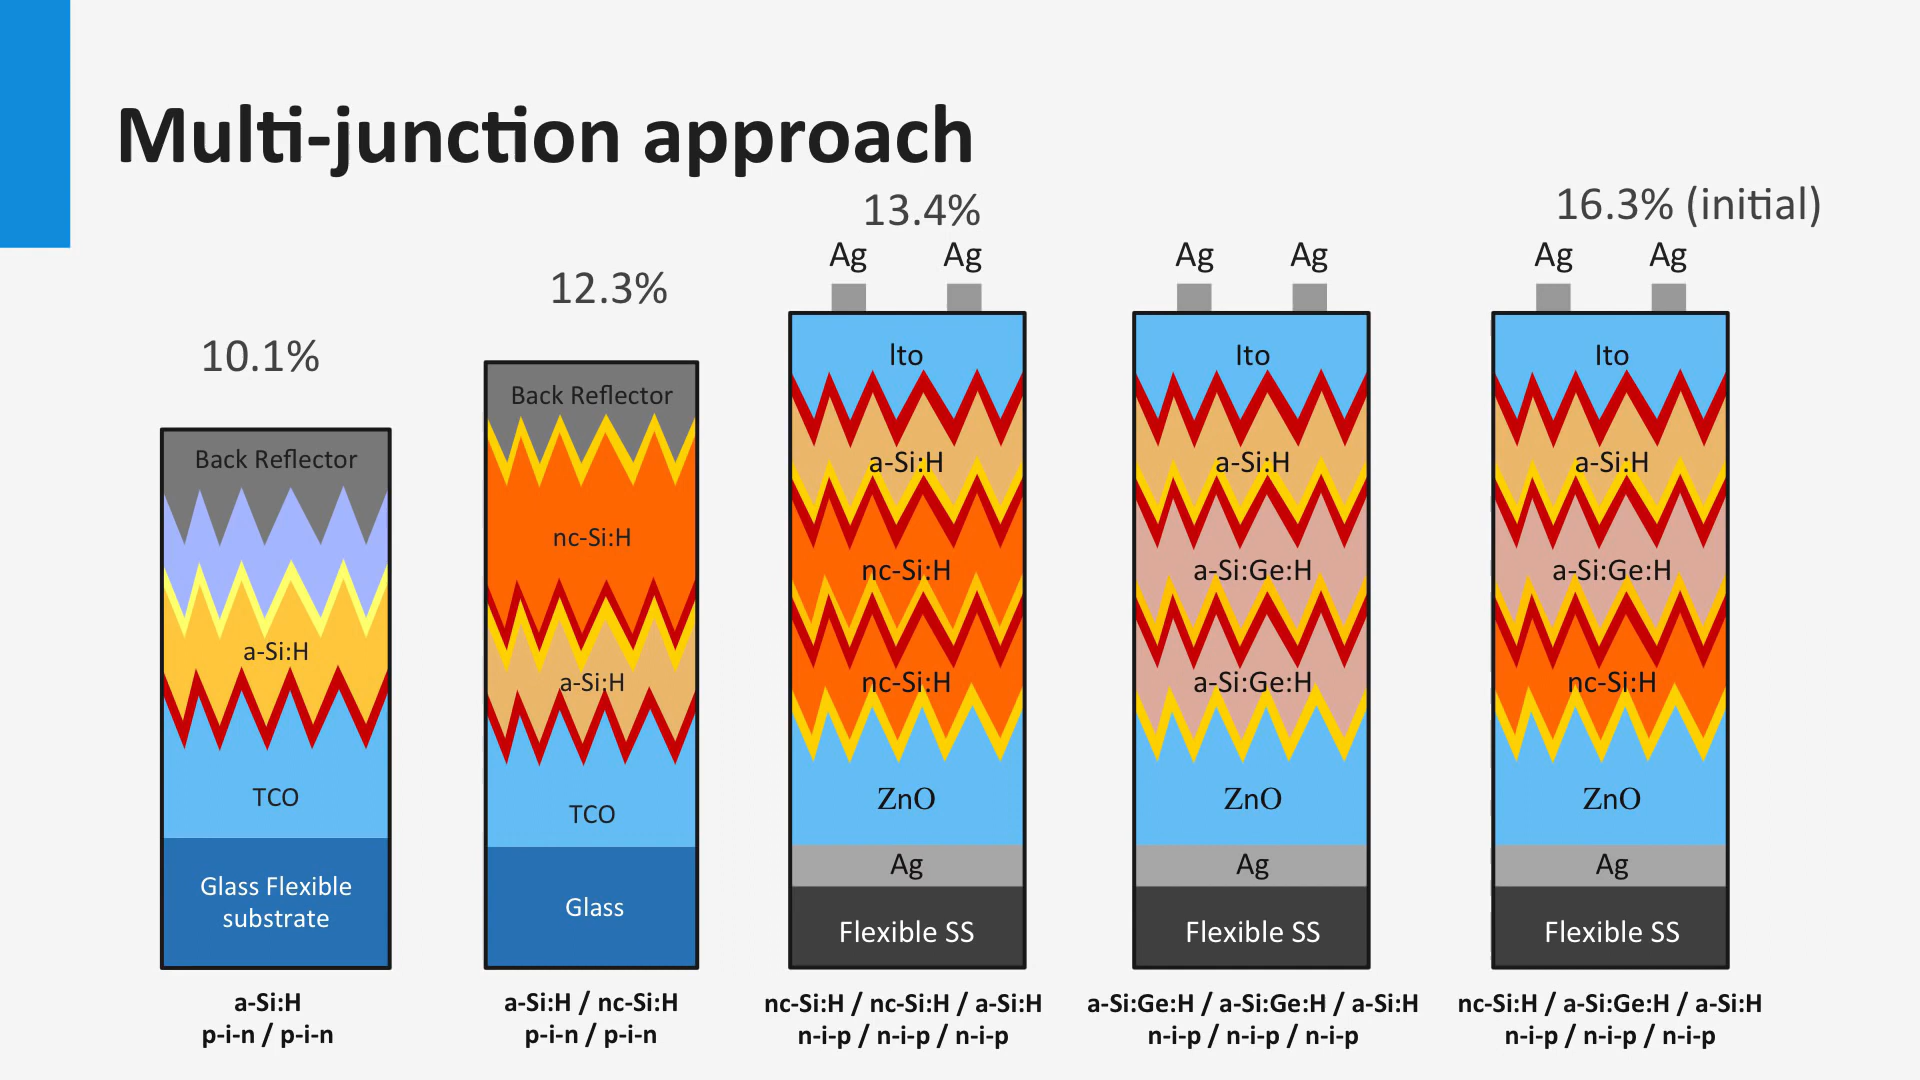 Multi-junction approach
10.1%
Back Reflector
a-Si:H
TCO
Glass Flexible
substrate
a-Si:H
p-i-n / p-i-n
12.3%
Back Reflector
nc-Si:H
a-Si:H
TCO
Glass
a-Si:H / nc-Si:H
p-i-n / p-i-n
13.4%
Ag Ag
Ito
a-Si:H
nc-Si:H
nc-Si:H
ZnO
Ag
Flexible SS
nc-Si:H / nc-Si:H / a-Si:H
n-i-p / n-i-p / n-i-p
Ag Ag
Ito
a-Si:H
a-Si:Ge:H
a-Si:Ge:H
ZnO
Ag
Flexible SS
a-Si:Ge:H / a-Si:Ge:H / a-Si:H
n-i-p / n-i-p / n-i-p
16.3% (initial)
Ag Ag
Ito
a-Si:H
a-Si:Ge:H
nc-Si:H
ZnO
Ag
Flexible SS
nc-Si:H / a-Si:Ge:H / a-Si:H
n-i-p / n-i-p / n-i-p